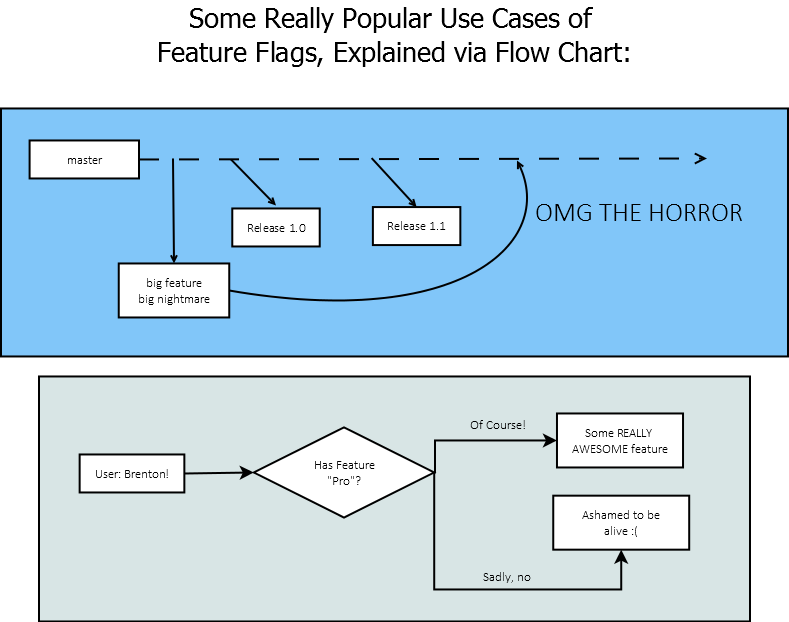 Some Really Popular Use Cases of
Feature Flags, Explained via Flow Chart:
master
OMG THE HORROR
Release 1.0
Release 1.1
big feature
big nightmare
Of Course!
Some REALLY
AWESOME feature
User: Brenton!
Has Feature
"Pro"?
Ashamed to be
alive :(
Sadly, no